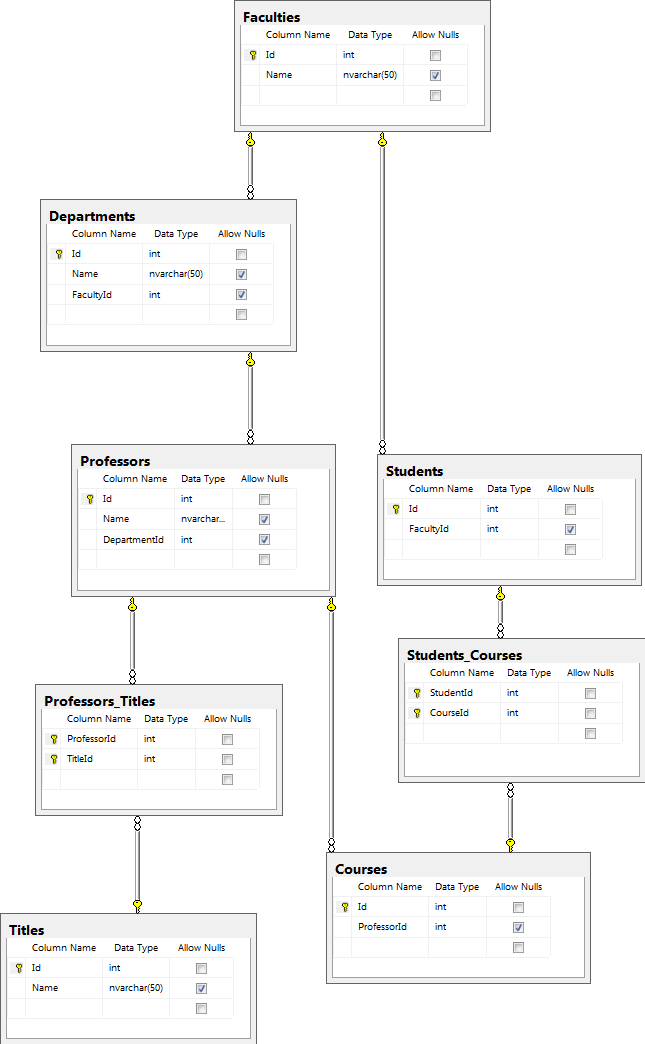 Faculties
Column Name Data Type Allow Nulls
Id int
Name nvarchar(50)
Departments
Column Name Data Type Allow Nulls
Id int
Name nvarchar(50)
FacultyId int
Professors
Column Name Data Type Allow Nulls
Id int
Name nvarchar...
DepartmentId int
Students
Column Name Data Type Allow Nulls
Id int
FacultyId int
Students_Courses
Column Name Data Type Allow Nulls
StudentId int
CourseId int
Professors_Titles
Column Name Data Type Allow Nulls
ProfessorId int
TitleId int
Courses
Column Name Data Type Allow Nulls
Id int
ProfessorId int
Titles
Column Name Data Type Allow Nulls
Id int
Name nvarchar(50)